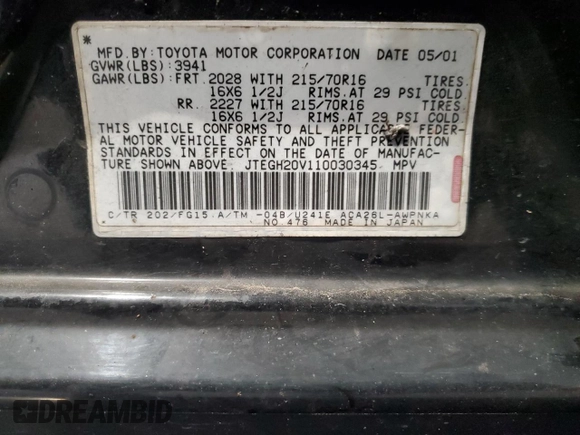 *
MFD.BY:TOYOTA MOTOR CORPORATION DATE 05/01
GVWR(LBS):3941
GAWR(LBS):FRT. 2028 WITH 215/70R16 TIRES.
16X6 1/2J RIMS.AT 29 PSI COLD
RR. 2227 WITH 215/70R16 TIRES.
16X6 1/2J RIMS.AT 29 PSI COLD
THIS VEHICLE CONFORMS TO ALL APPLICA FEDER-
AL MOTOR VEHICLE SAFETY AND THEFT PREVENTION
STANDARDS IN EFFECT ON THE DATE OF MANUFAC-
TURE SHOWN ABOVE: JTEGH20V110030345 MPV
C/TR 202/FG15 A/TM -04B/U241E ACA26L-AWPNKA
NO.476 MADE IN JAPAN
DREAMBID